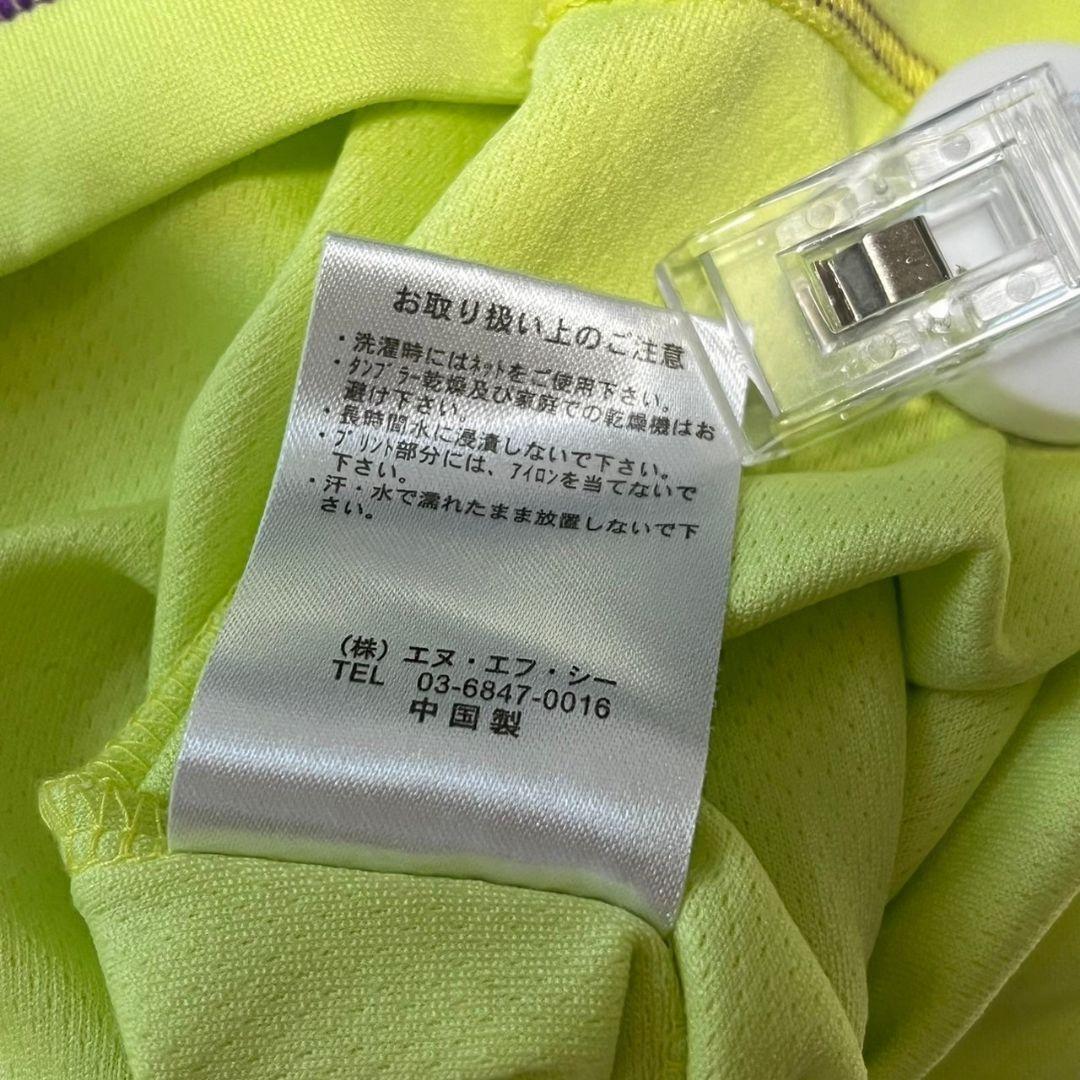 お取り扱い上のご注意
・洗濯時にはネットをご使用下さい。
・タンブラー乾燥及び家庭での乾燥機はお
避け下さい。
・長時間水に浸漬しないで下さい。
・プリント部分には、アイロンを当てないで
下さい。
・汗・水で濡れたまま放置しないで下
さい。
（株）エヌ・エフ・シー
TEL 03-6847-0016
中国製